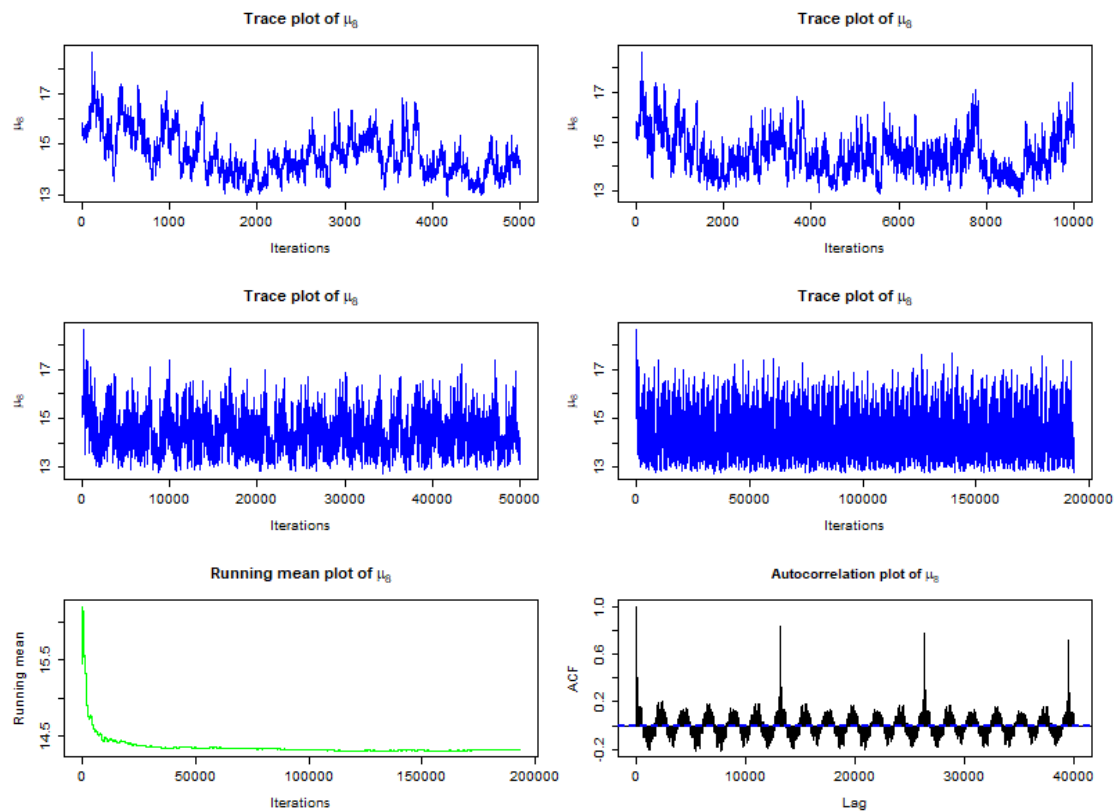 Trace plot of μ₈
μ₈
17
15
13
0 1000 2000 3000 4000 5000
Iterations
Trace plot of μ₈
μ₈
17
15
13
0 2000 4000 6000 8000 10000
Iterations
Trace plot of μ₈
μ₈
17
15
13
0 10000 20000 30000 40000 50000
Iterations
Trace plot of μ₈
μ₈
17
15
13
0 50000 100000 150000 200000
Iterations
Running mean plot of μ₈
Running mean
15.5
14.5
0 50000 100000 150000 200000
Iterations
Autocorrelation plot of μ₈
ACF
1.0
0.6
0.2
-0.2
0 10000 20000 30000 40000
Lag